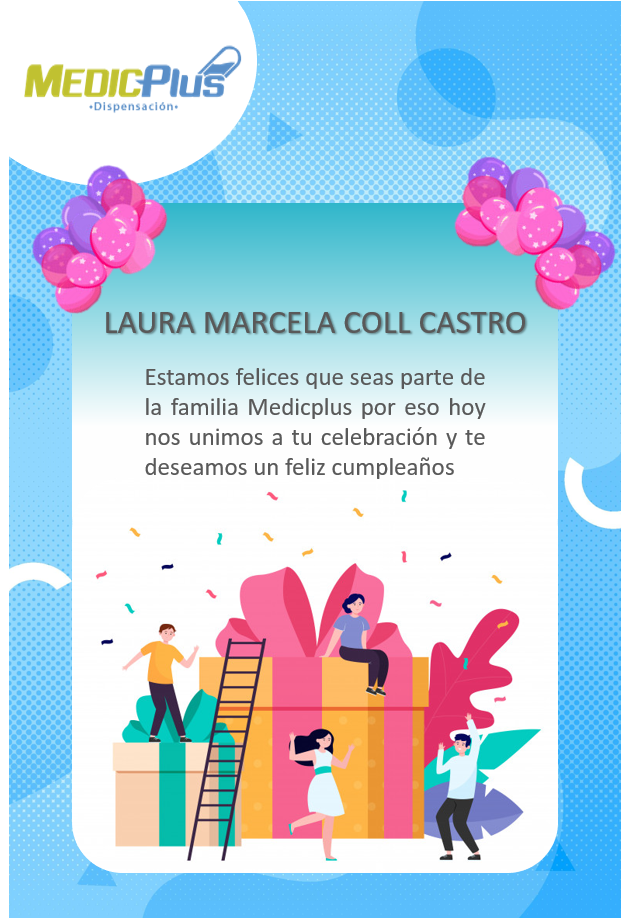 MEDICPLUS
•Dispensación•
LAURA MARCELA COLL CASTRO
Estamos felices que seas parte de
la familia Medicplus por eso hoy
nos unimos a tu celebración y te
deseamos un feliz cumpleaños